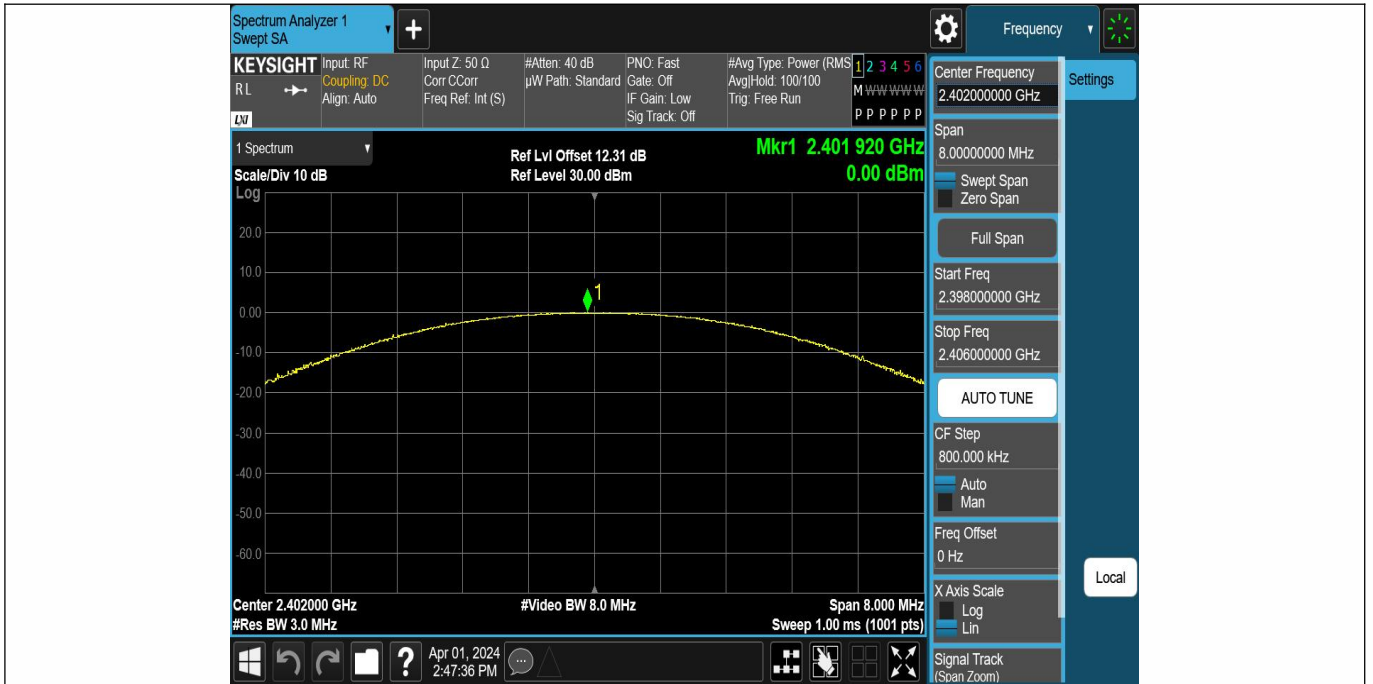 Spectrum Analyzer 1
Swept SA
+
Frequency
KEYSIGHT
RL
LXI
Input: RF
Coupling: DC
Align: Auto
Input Z: 50 Ω
Corr CCorr
Freq Ref: Int (S)
#Atten: 40 dB
µW Path: Standard
PNO: Fast
Gate: Off
IF Gain: Low
Sig Track: Off
#Avg Type: Power (RMS
Avg|Hold: 100/100
Trig: Free Run
1 2 3 4 5 6
M W W W W W
P P P P P P
1 Spectrum
Scale/Div 10 dB
Ref Lvl Offset 12.31 dB
Ref Level 30.00 dBm
Mkr1 2.401 920 GHz
0.00 dBm
Log
20.0
10.0
0.00
-10.0
-20.0
-30.0
-40.0
-50.0
-60.0
1
Center 2.402000 GHz
#Res BW 3.0 MHz
#Video BW 8.0 MHz
Span 8.000 MHz
Sweep 1.00 ms (1001 pts)
?
Apr 01, 2024
2:47:36 PM
Center Frequency
2.402000000 GHz
Settings
Span
8.00000000 MHz
Swept Span
Zero Span
Full Span
Start Freq
2.398000000 GHz
Stop Freq
2.406000000 GHz
AUTO TUNE
CF Step
800.000 kHz
Auto
Man
Freq Offset
0 Hz
X Axis Scale
Log
Lin
Local
Signal Track
(Span Zoom)